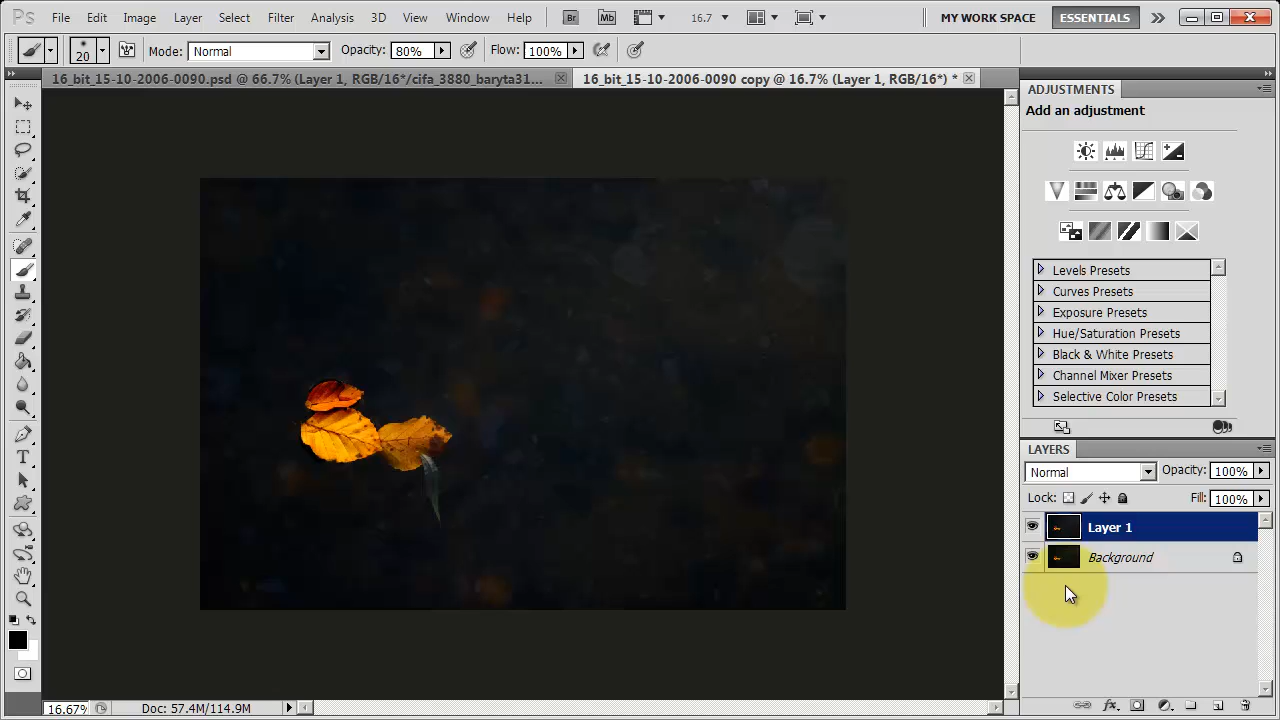 Ps File Edit Image Layer Select Filter Analysis 3D View Window Help Br Mb 16.7 MY WORK SPACE ESSENTIALS
20 Mode: Normal Opacity: 80% Flow: 100%
16_bit_15-10-2006-0090.psd @ 66.7% (Layer 1, RGB/16*/cifa_3880_baryta31... 16_bit_15-10-2006-0090 copy @ 16.7% (Layer 1, RGB/16*) *
ADJUSTMENTS
Add an adjustment
Levels Presets
Curves Presets
Exposure Presets
Hue/Saturation Presets
Black & White Presets
Channel Mixer Presets
Selective Color Presets
LAYERS
Normal Opacity: 100%
Lock: Fill: 100%
Layer 1
Background
T
16.67% Doc: 57.4M/114.9M
fx